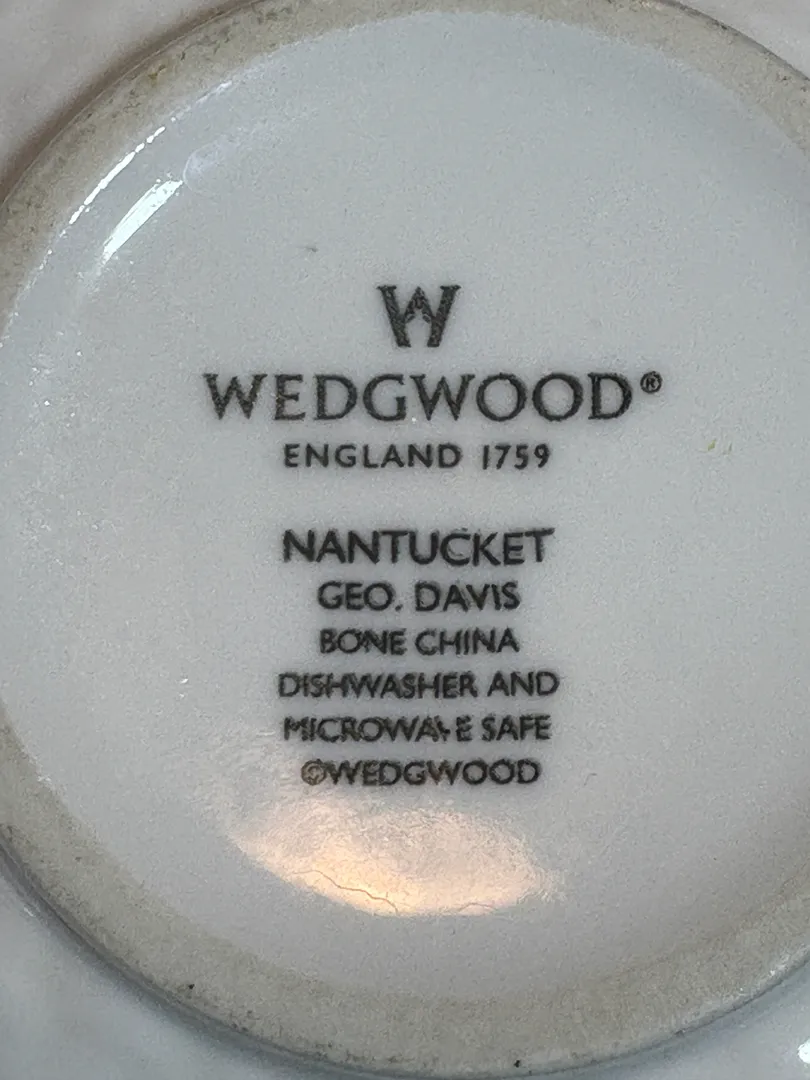 W
WEDGWOOD®
ENGLAND 1759
NANTUCKET
GEO. DAVIS
BONE CHINA
DISHWASHER AND
MICROWAVE SAFE
©WEDGWOOD